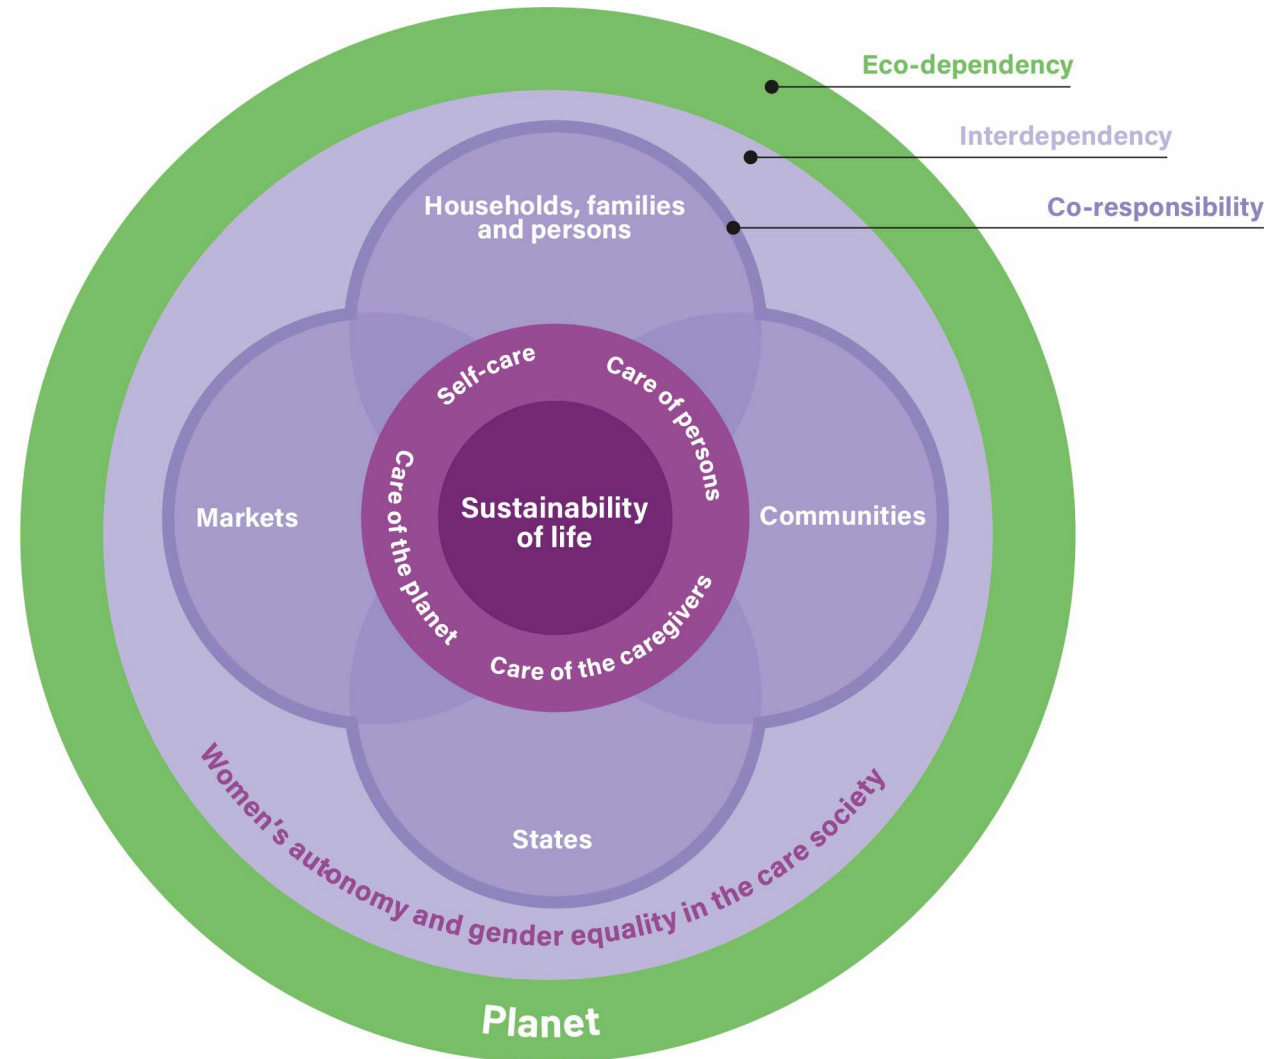 Eco-dependency
Interdependency
Co-responsibility
Households, families
and persons
Self-care
Care of persons
Care of the planet
Sustainability
of life
Markets
Communities
Care of the caregivers
States
Women's autonomy and gender equality in the care society
Planet